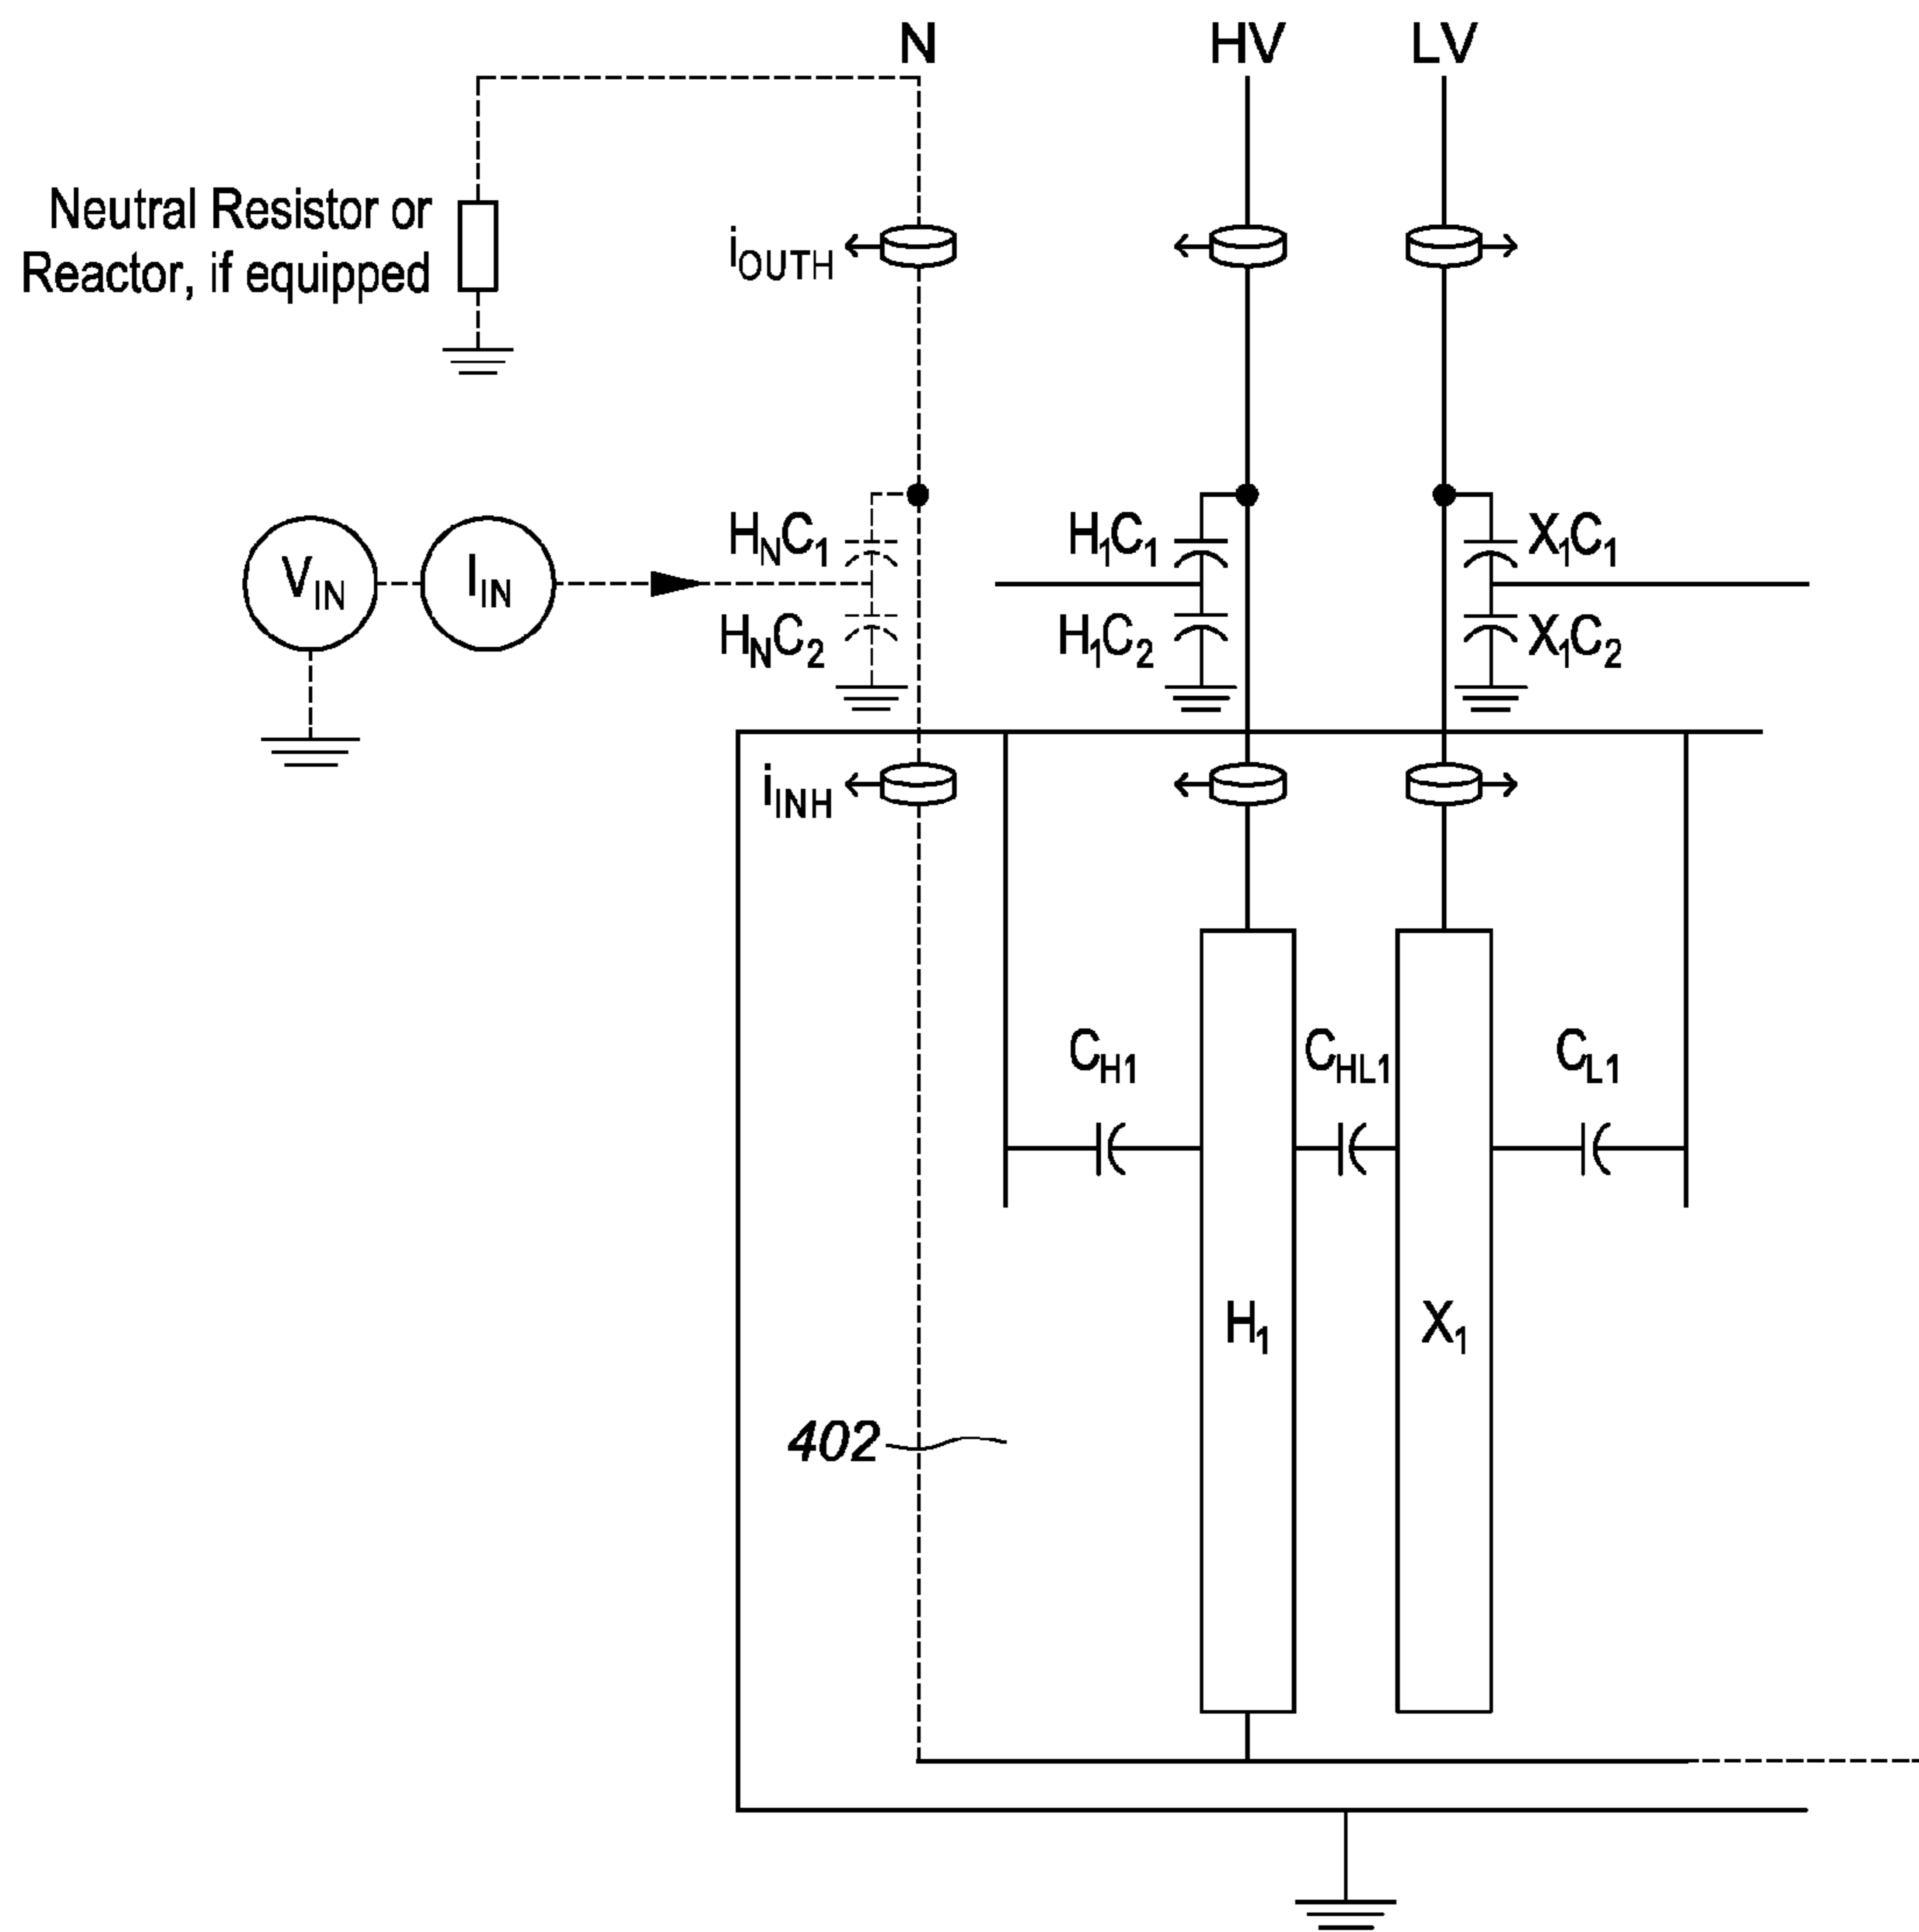 N HV LV
Neutral Resistor or
Reactor, if equipped
iOUTH
VIN IIN
HNC1 H1C1 X1C1
HNC2 H1C2 X1C2
iINH
CH1 CHL1 CL1
H1 X1
402